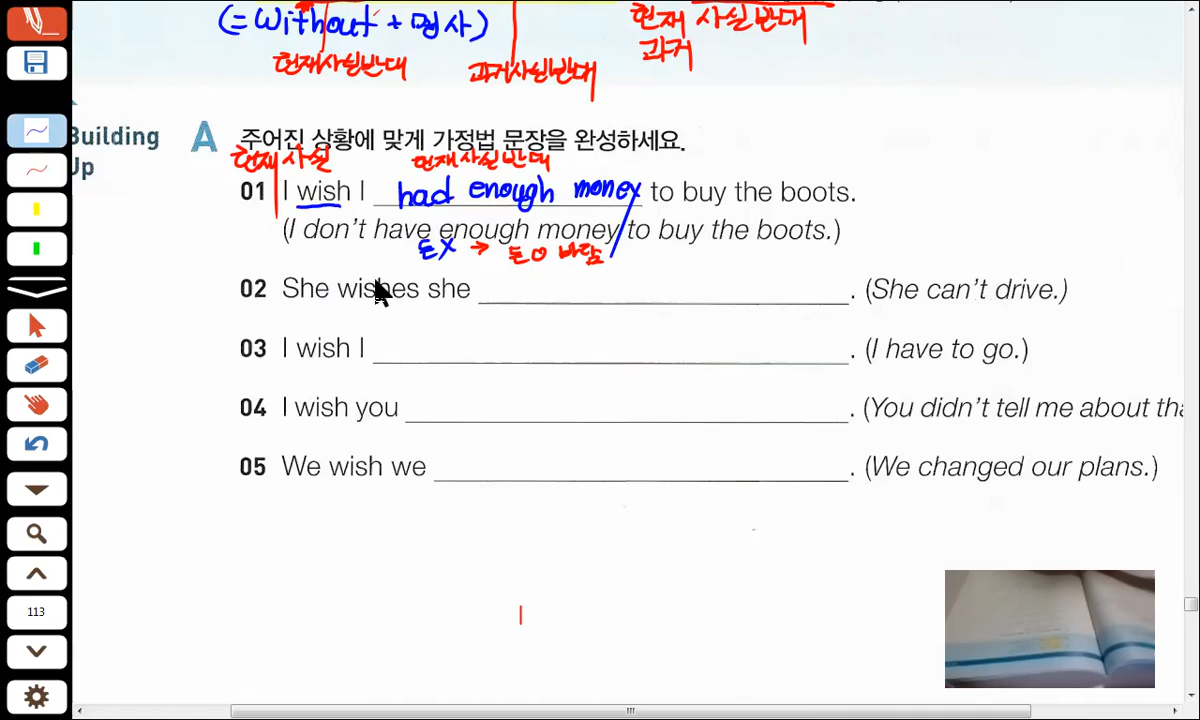 (= Without + 명사)
현재 사실 반대
과거
현재사실반대
과거사실반대
Building
Up
A 주어진 상황에 맞게 가정법 문장을 완성하세요.
현재 사실
현재사실 반대
01 I wish I had enough money to buy the boots.
(I don't have enough money to buy the boots.)
돈X → 돈O 바람
02 She wishes she ________. (She can't drive.)
03 I wish I ________. (I have to go.)
04 I wish you ________. (You didn't tell me about tha
05 We wish we ________. (We changed our plans.)
113